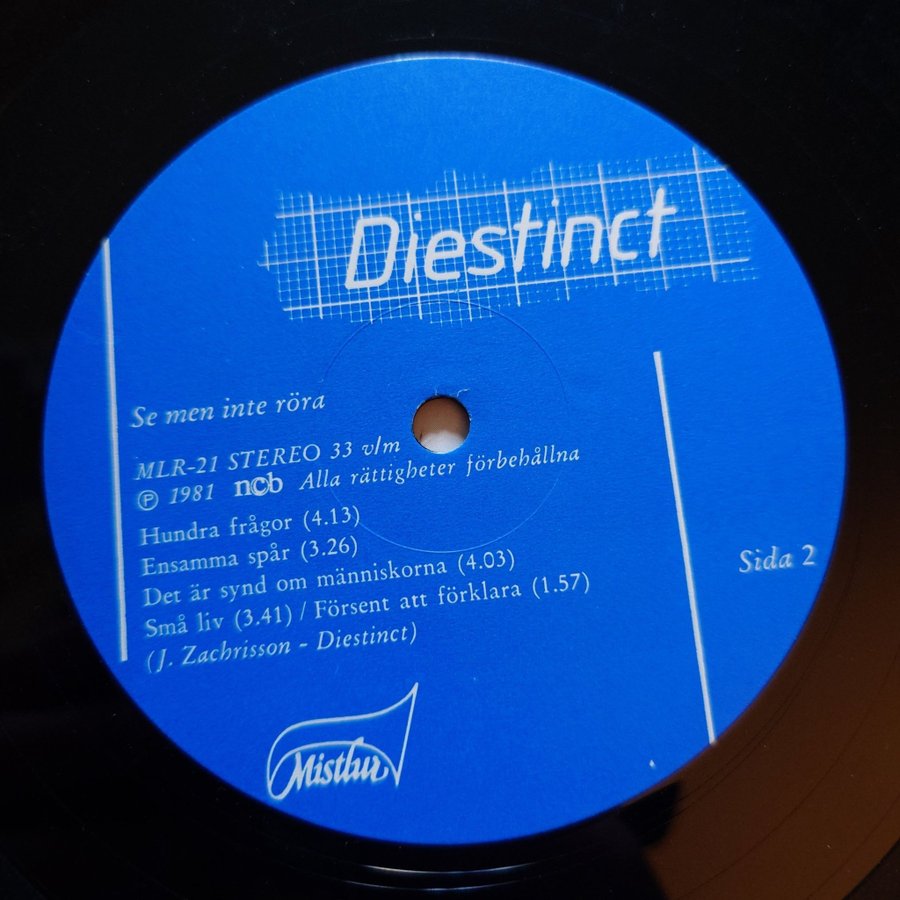 Diestinct
Se men inte röra
MLR-21 STEREO 33 v/m
℗ 1981 ncb Alla rättigheter förbehållna
Hundra frågor (4.13)
Ensamma spår (3.26)
Det är synd om människorna (4.03)
Små liv (3.41) / Försent att förklara (1.57)
(J. Zachrisson - Diestinct)
Sida 2
Mistlur